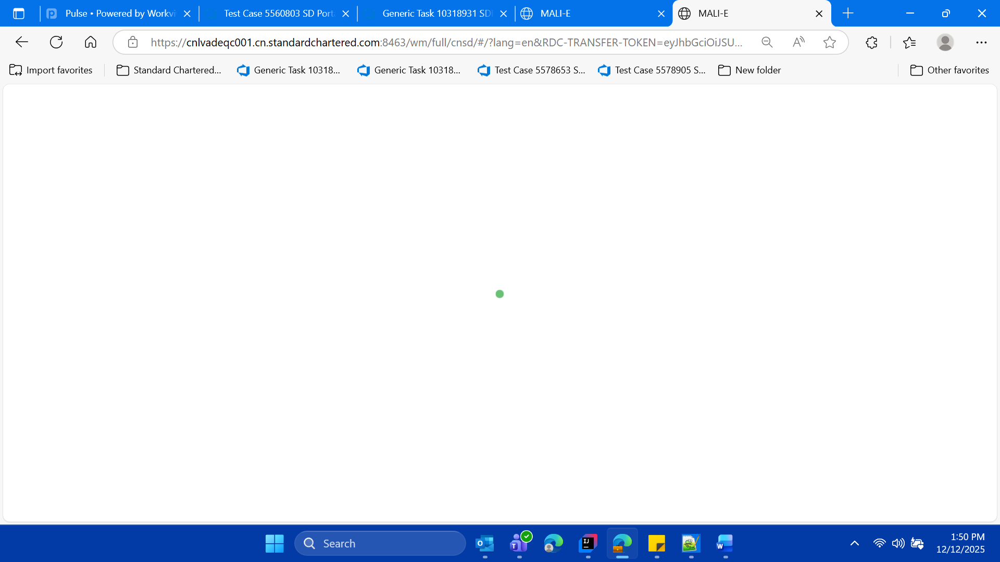 Pulse • Powered by Workvi
Test Case 5560803 SD Port
Generic Task 10318931 SD
MALI-E
MALI-E
https://cnlvadeqc001.cn.standardchartered.com:8463/wm/full/cnsd/#/?lang=en&RDC-TRANSFER-TOKEN=eyJhbGciOiJSU...
Import favorites
Standard Chartered...
Generic Task 10318...
Generic Task 10318...
Test Case 5578653 S...
Test Case 5578905 S...
New folder
Other favorites
Search
1:50 PM
12/12/2025